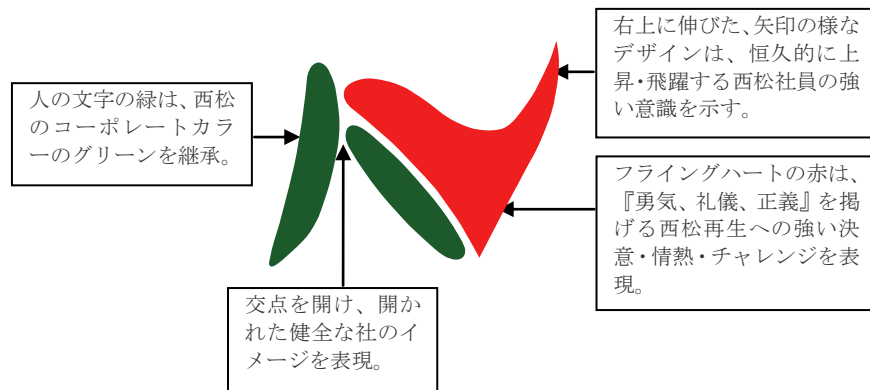 人の文字の緑は、西松
のコーポレートカラ
ーのグリーンを継承。
右上に伸びた、矢印の様な
デザインは、恒久的に上
昇・飛躍する西松社員の強
い意識を示す。
フライングハートの赤は、
『勇気、礼儀、正義』を掲
げる西松再生への強い決
意・情熱・チャレンジを表
現。
交点を開け、開か
れた健全な社のイ
メージを表現。